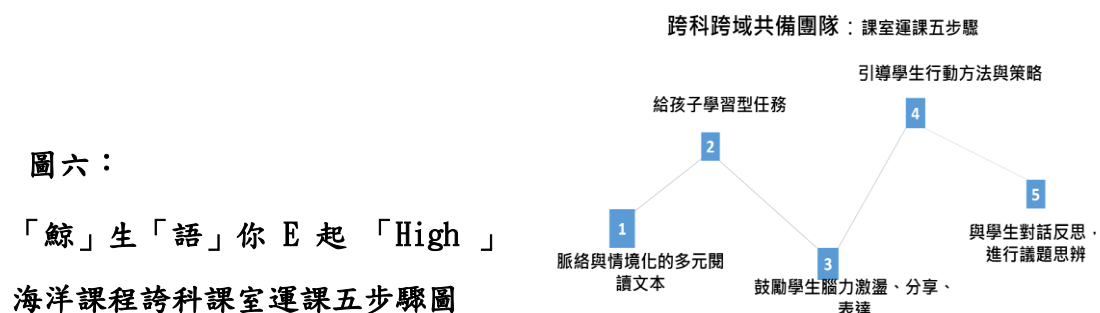 跨科跨域共備團隊：課室運課五步驟
引導學生行動方法與策略
給孩子學習型任務
4
2
圖六：
5
1
「鯨」生「語」你 E 起 「High 」
與學生對話反思，
進行議題思辨
脈絡與情境化的多元閱
讀文本
3
鼓勵學生腦力激盪、分享、
表達
海洋課程誇科課室運課五步驟圖